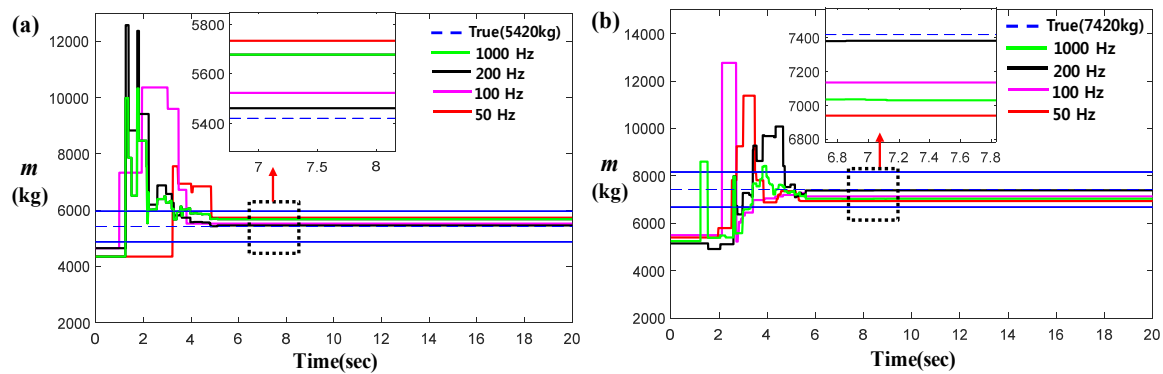 (a)
12000
10000
8000
6000
4000
2000
m
(kg)
0 2 4 6 8 10 12 14 16 18 20
Time(sec)
5800
5600
5400
7 7.5 8
True(5420kg)
1000 Hz
200 Hz
100 Hz
50 Hz
(b)
14000
12000
10000
8000
6000
4000
2000
m
(kg)
0 2 4 6 8 10 12 14 16 18 20
Time(sec)
7400
7200
7000
6800
6.8 7 7.2 7.4 7.6 7.8
True(7420kg)
1000 Hz
200 Hz
100 Hz
50 Hz